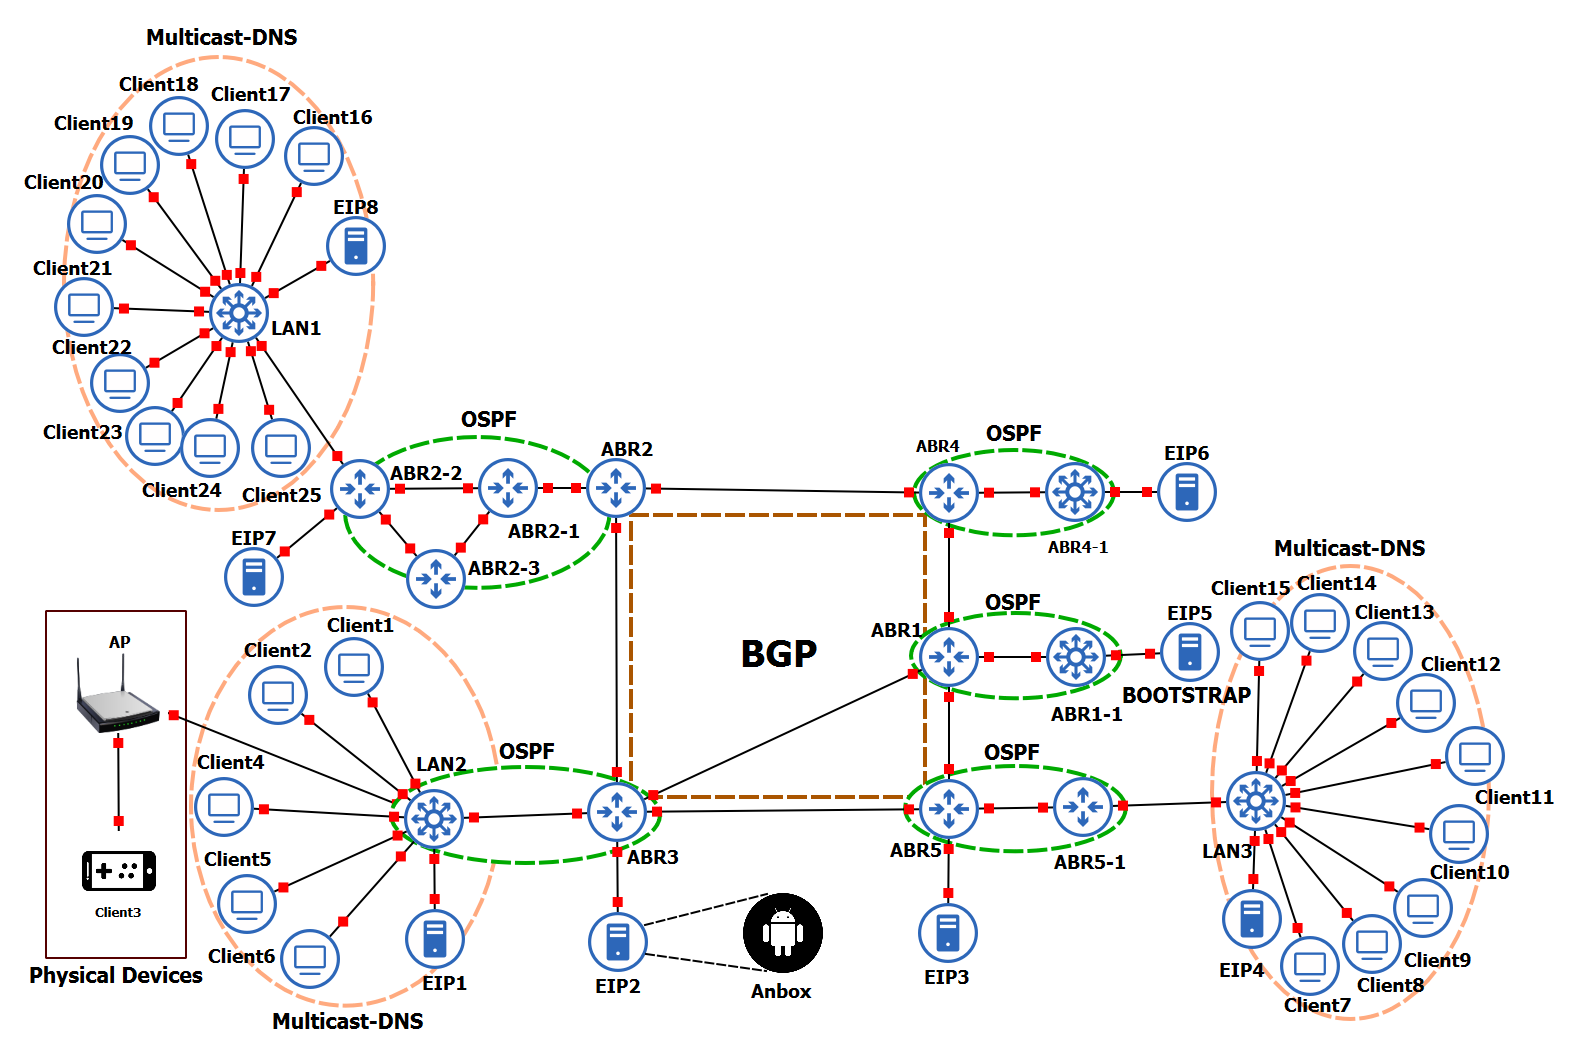 Multicast-DNS
Client18
Client17
Client16
Client19
Client20
EIP8
Client21
LAN1
Client22
Client23
Client24
Client25
OSPF
ABR2-2
ABR2
ABR2-1
ABR2-3
EIP7
ABR4
OSPF
EIP6
ABR4-1
Multicast-DNS
Client15
Client14
Client13
Client12
Client11
Client10
Client9
Client8
Client7
LAN3
EIP4
OSPF
ABR1
EIP5
BOOTSTRAP
ABR1-1
BGP
AP
Client3
Physical Devices
Client1
Client2
Client4
Client5
Client6
LAN2
OSPF
ABR3
EIP1
EIP2
Anbox
Multicast-DNS
OSPF
ABR5
ABR5-1
EIP3